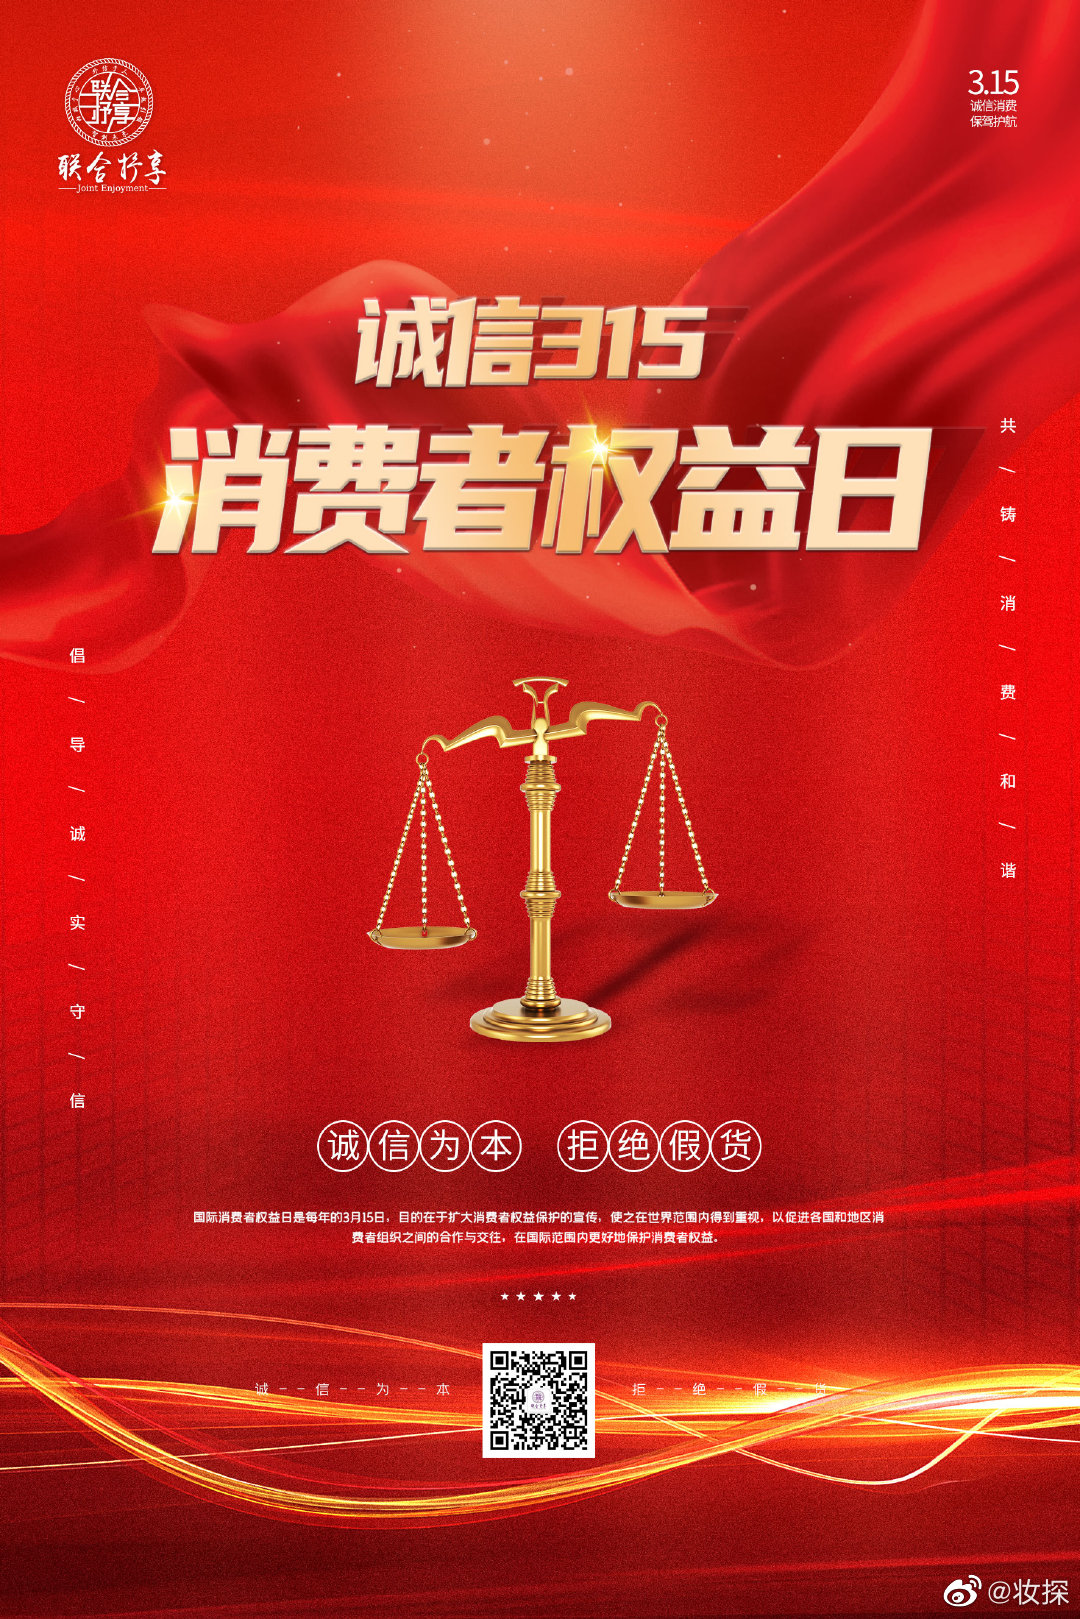 联合抒享
联合抒享
Joint Enjoyment
3.15
诚信消费
保驾护航
诚信315
消费者权益日
共/铸/消/费/和/谐
倡/导/诚/实/守/信
诚信为本 拒绝假货
国际消费者权益日是每年的3月15日，目的在于扩大消费者权益保护的宣传，使之在世界范围内得到重视，以促进各国和地区消
费者组织之间的合作与交往，在国际范围内更好地保护消费者权益。
诚--信--为--本
拒--绝--假--货
@妆探